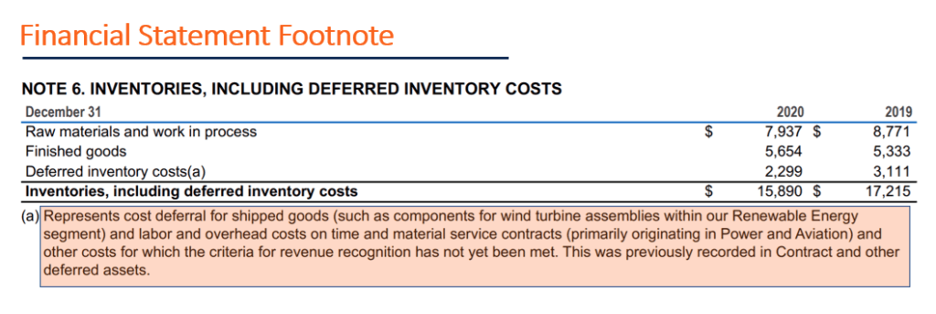 Financial Statement Footnote
NOTE 6. INVENTORIES, INCLUDING DEFERRED INVENTORY COSTS
December 31 2020 2019
Raw materials and work in process $ 7,937 $ 8,771
Finished goods 5,654 5,333
Deferred inventory costs(a) 2,299 3,111
Inventories, including deferred inventory costs $ 15,890 $ 17,215
(a) Represents cost deferral for shipped goods (such as components for wind turbine assemblies within our Renewable Energy
segment) and labor and overhead costs on time and material service contracts (primarily originating in Power and Aviation) and
other costs for which the criteria for revenue recognition has not yet been met. This was previously recorded in Contract and other
deferred assets.